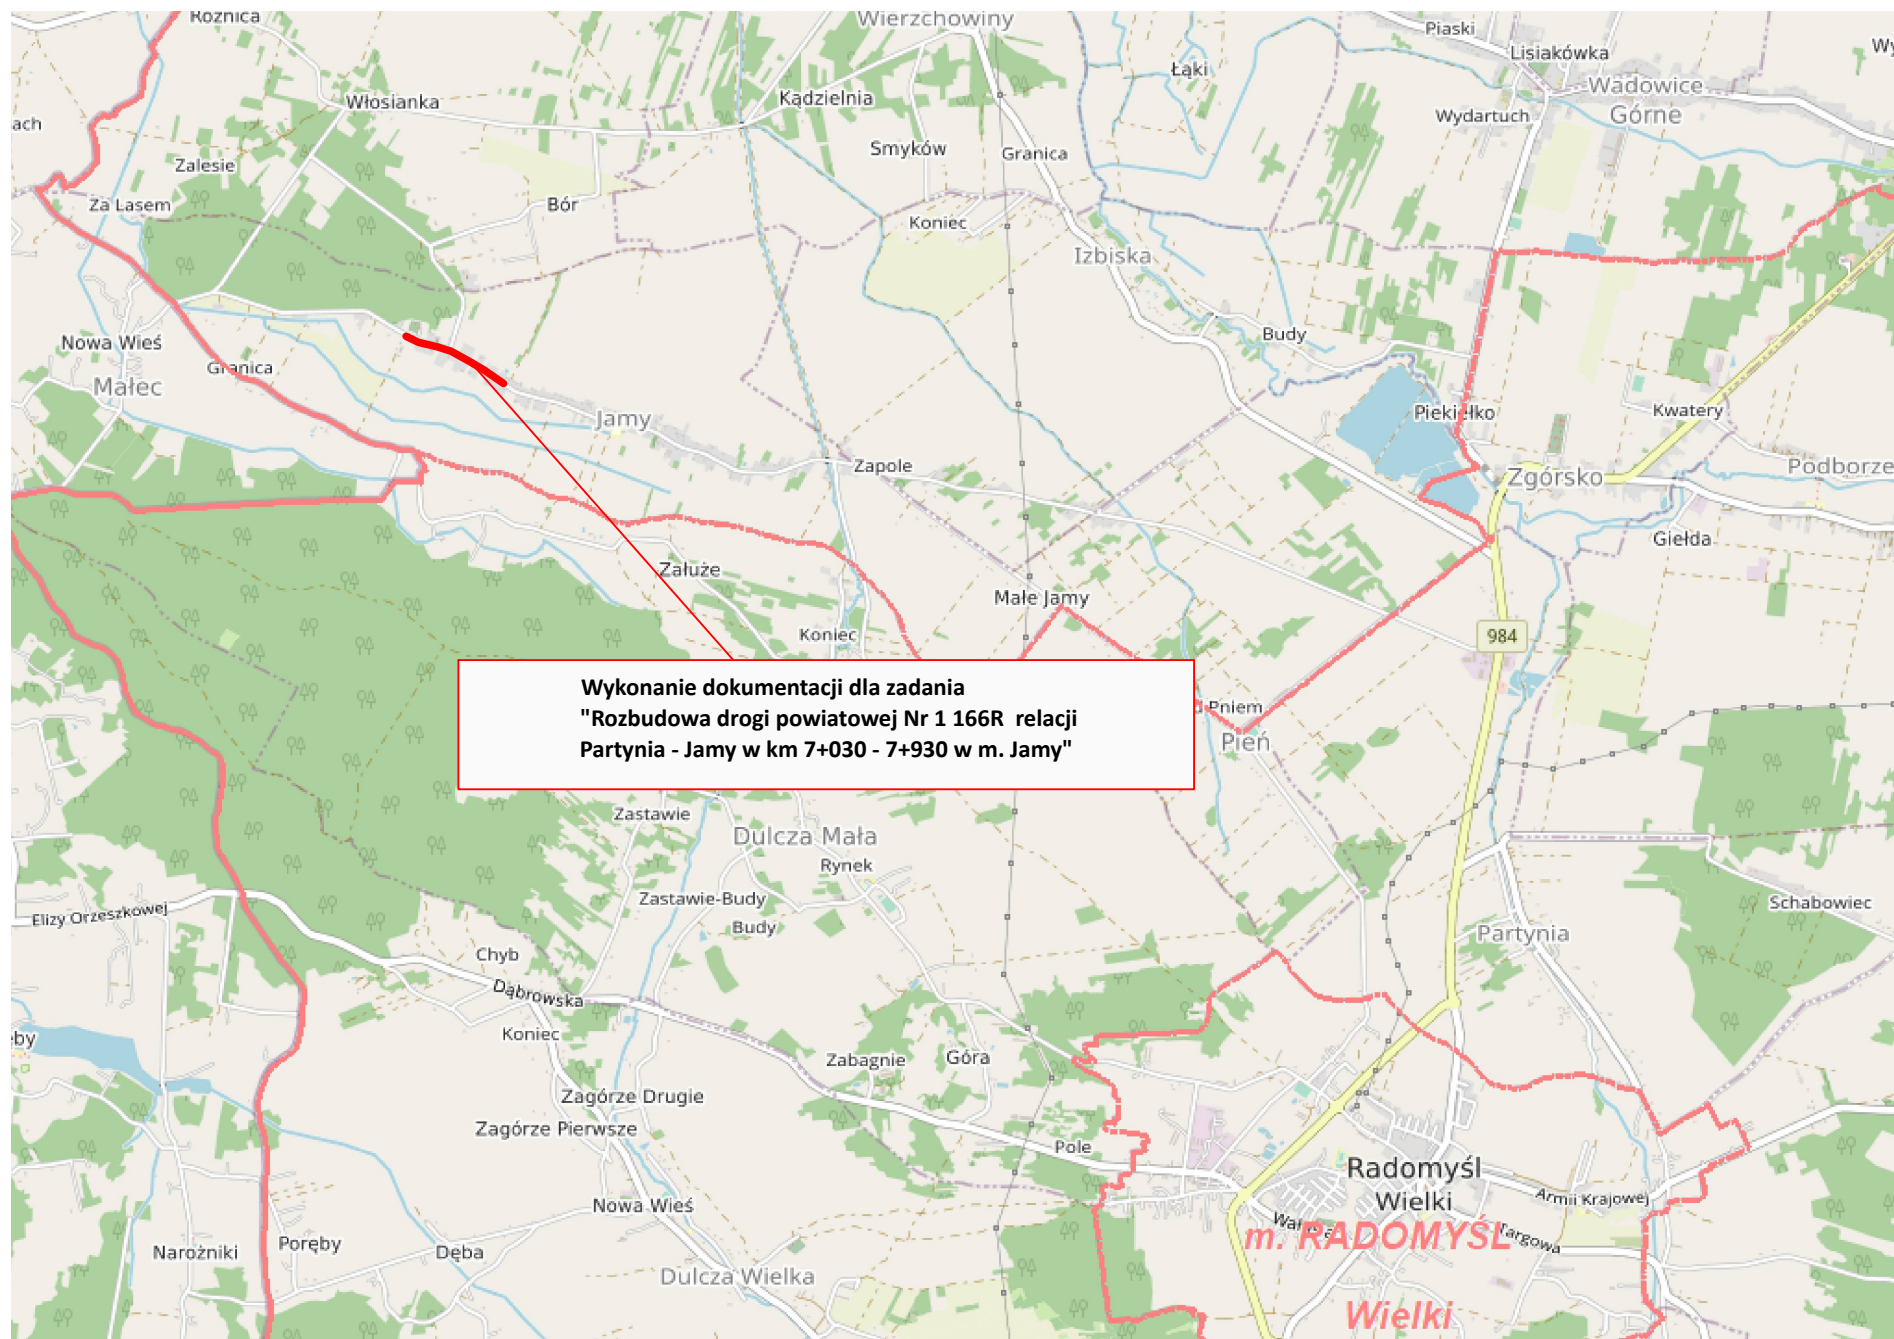 Róźnica
Wierzchowiny
Piaski
Lisiakówka
Łąki
Wadowice
Górne
Włosianka
Kądzielnia
Wydartuch
ach
Smyków
Granica
Zalesie
Za Lasem
Bór
Koniec
Izbiska
Budy
Nowa Wieś
Granica
Małec
Jamy
Piekiełko
Kwatery
Zapole
Zgórsko
Podborze
Giełda
Załuże
Małe Jamy
Koniec
984
Wykonanie dokumentacji dla zadania
"Rozbudowa drogi powiatowej Nr 1 166R relacji
Partynia - Jamy w km 7+030 - 7+930 w m. Jamy"
Pniem
Pień
Zastawie
Dulcza Mała
Rynek
Zastawie-Budy
Budy
Elizy Orzeszkowej
Schabowiec
Partynia
Chyb
Dąbrowska
Koniec
eby
Zabagnie
Góra
Zagórze Drugie
Zagórze Pierwsze
Pole
Radomyśl
Wielki
Armii Krajowej
Nowa Wieś
m. RADOMYŚL
Targowa
Narożniki
Poręby
Dęba
Dulcza Wielka
Wielki